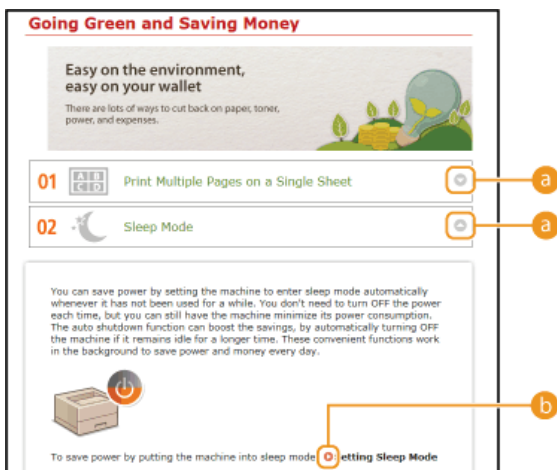 Going Green and Saving Money
Easy on the environment,
easy on your wallet
There are lots of ways to cut back on paper, toner,
power, and expenses.
01 A B C D Print Multiple Pages on a Single Sheet a
02 Sleep Mode a
You can save power by setting the machine to enter sleep mode automatically
whenever it has not been used for a while. You don't need to turn OFF the power
each time, but you can still have the machine minimize its power consumption.
The auto shutdown function can boost the savings, by automatically turning OFF
the machine if it remains idle for a longer time. These convenient functions work
in the background to save power and money every day.
b
To save power by putting the machine into sleep mode etting Sleep Mode